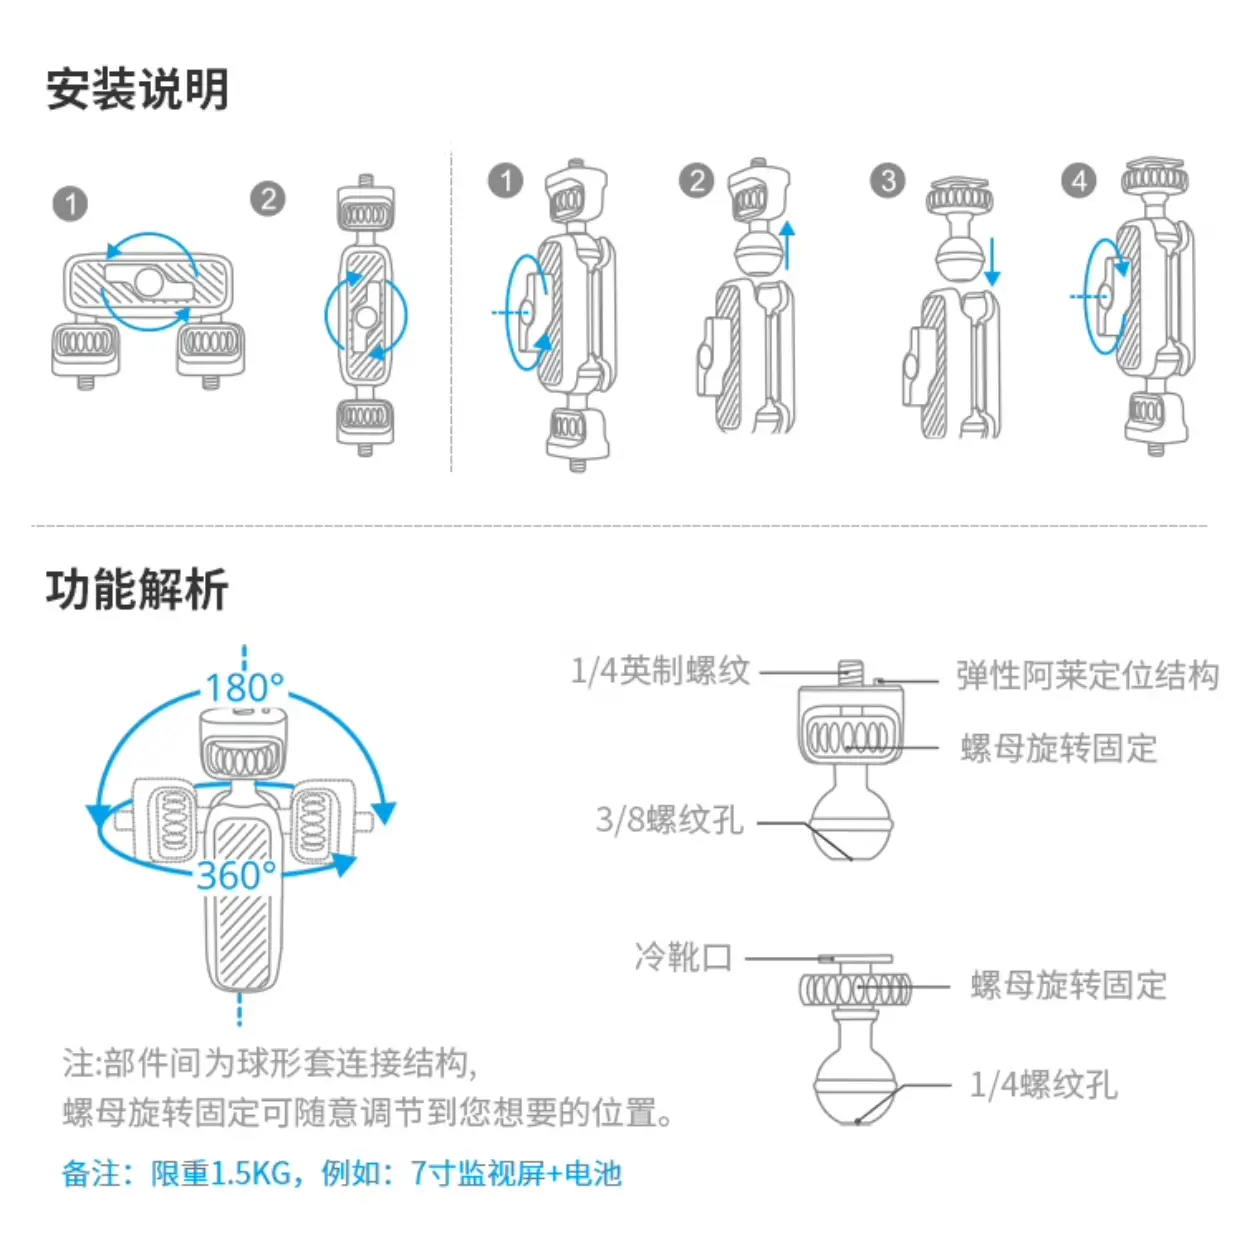 安装说明
1
2
1
2
3
4
功能解析
180°
360°
1/4英制螺纹
弹性阿莱定位结构
螺母旋转固定
3/8螺纹孔
冷靴口
螺母旋转固定
1/4螺纹孔
注:部件间为球形套连接结构,
螺母旋转固定可随意调节到您想要的位置。
备注：限重1.5KG，例如：7寸监视屏+电池